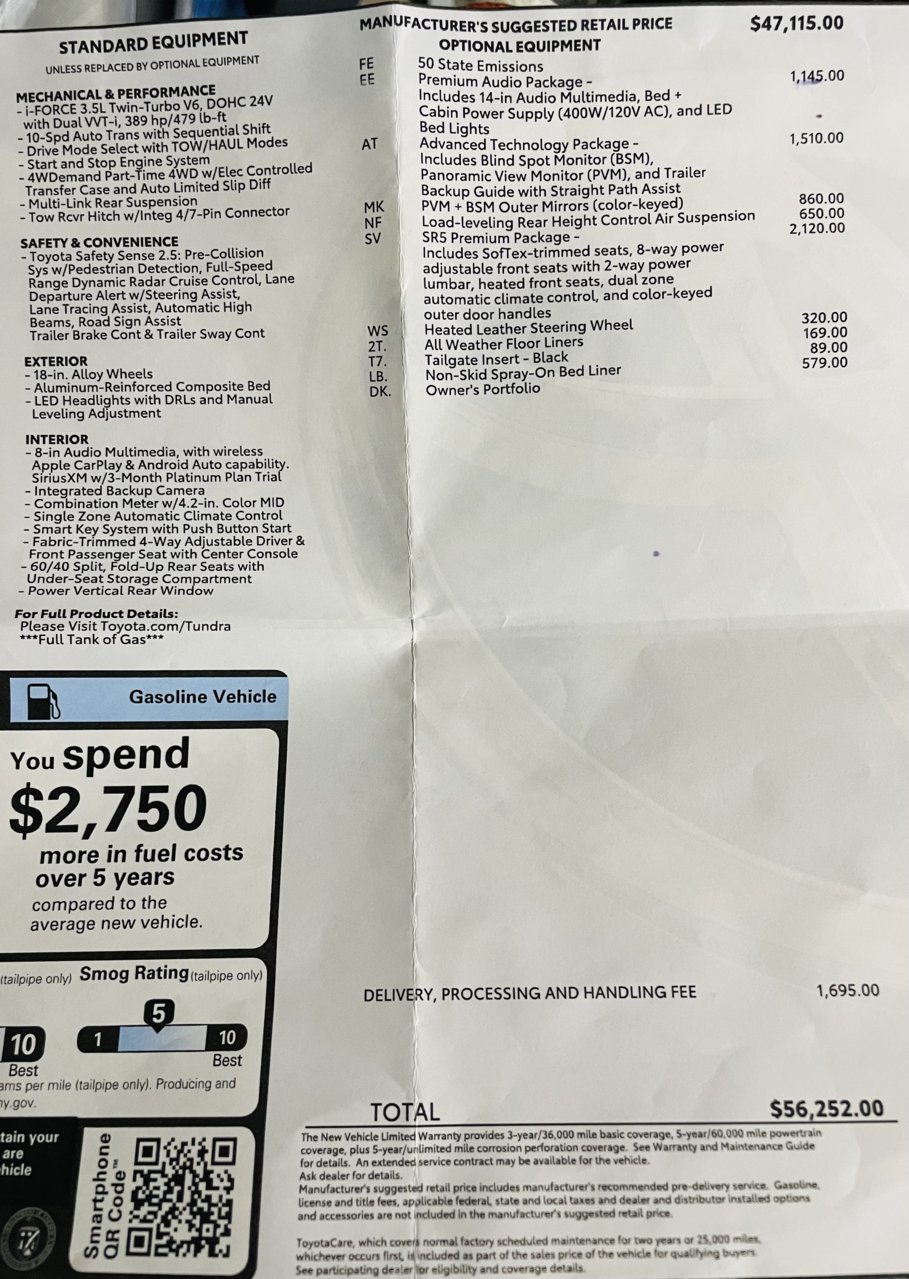 STANDARD EQUIPMENT
UNLESS REPLACED BY OPTIONAL EQUIPMENT
MECHANICAL & PERFORMANCE
- i-FORCE 3.5L Twin-Turbo V6, DOHC 24V
with Dual VVT-i, 389 hp/479 lb-ft
- 10-Spd Auto Trans with Sequential Shift
- Drive Mode Select with TOW/HAUL Modes
- Start and Stop Engine System
- 4WDemand Part-Time 4WD w/Elec Controlled
Transfer Case and Auto Limited Slip Diff
- Multi-Link Rear Suspension
- Tow Rcvr Hitch w/Integ 4/7-Pin Connector
SAFETY & CONVENIENCE
- Toyota Safety Sense 2.5: Pre-Collision
Sys w/Pedestrian Detection, Full-Speed
Range Dynamic Radar Cruise Control, Lane
Departure Alert w/Steering Assist,
Lane Tracing Assist, Automatic High
Beams, Road Sign Assist
Trailer Brake Cont & Trailer Sway Cont
EXTERIOR
- 18-in. Alloy Wheels
- Aluminum-Reinforced Composite Bed
- LED Headlights with DRLs and Manual
Leveling Adjustment
INTERIOR
- 8-in Audio Multimedia, with wireless
Apple CarPlay & Android Auto capability.
SiriusXM w/3-Month Platinum Plan Trial
- Integrated Backup Camera
- Combination Meter w/4.2-in. Color MID
- Single Zone Automatic Climate Control
- Smart Key System with Push Button Start
- Fabric-Trimmed 4-Way Adjustable Driver &
Front Passenger Seat with Center Console
- 60/40 Split, Fold-Up Rear Seats with
Under-Seat Storage Compartment
- Power Vertical Rear Window
For Full Product Details:
Please Visit Toyota.com/Tundra
***Full Tank of Gas***
MANUFACTURER'S SUGGESTED RETAIL PRICE $47,115.00
OPTIONAL EQUIPMENT
FE 50 State Emissions
EE Premium Audio Package - 1,145.00
Includes 14-in Audio Multimedia, Bed +
Cabin Power Supply (400W/120V AC), and LED
Bed Lights
AT Advanced Technology Package - 1,510.00
Includes Blind Spot Monitor (BSM),
Panoramic View Monitor (PVM), and Trailer
Backup Guide with Straight Path Assist
MK PVM + BSM Outer Mirrors (color-keyed) 860.00
NF Load-leveling Rear Height Control Air Suspension 650.00
SV SR5 Premium Package - 2,120.00
Includes SofTex-trimmed seats, 8-way power
adjustable front seats with 2-way power
lumbar, heated front seats, dual zone
automatic climate control, and color-keyed
outer door handles
WS Heated Leather Steering Wheel 320.00
2T. All Weather Floor Liners 169.00
T7. Tailgate Insert - Black 89.00
LB. Non-Skid Spray-On Bed Liner 579.00
DK. Owner's Portfolio
Gasoline Vehicle
You spend
$2,750
more in fuel costs
over 5 years
compared to the
average new vehicle.
(tailpipe only) Smog Rating (tailpipe only)
5
10 1 10
Best Best
ams per mile (tailpipe only). Producing and
ny.gov.
tain your
are
hicle
Smartphone
QR Code™
DELIVERY, PROCESSING AND HANDLING FEE 1,695.00
TOTAL $56,252.00
The New Vehicle Limited Warranty provides 3-year/36,000 mile basic coverage, 5-year/60,000 mile powertrain
coverage, plus 5-year/unlimited mile corrosion perforation coverage. See Warranty and Maintenance Guide
for details. An extended service contract may be available for the vehicle.
Ask dealer for details.
Manufacturer's suggested retail price includes manufacturer's recommended pre-delivery service. Gasoline,
license and title fees, applicable federal, state and local taxes and dealer and distributor installed options
and accessories are not included in the manufacturer's suggested retail price.
ToyotaCare, which covers normal factory scheduled maintenance for two years or 25,000 miles,
whichever occurs first, is included as part of the sales price of the vehicle for qualifying buyers.
See participating dealer for eligibility and coverage details.